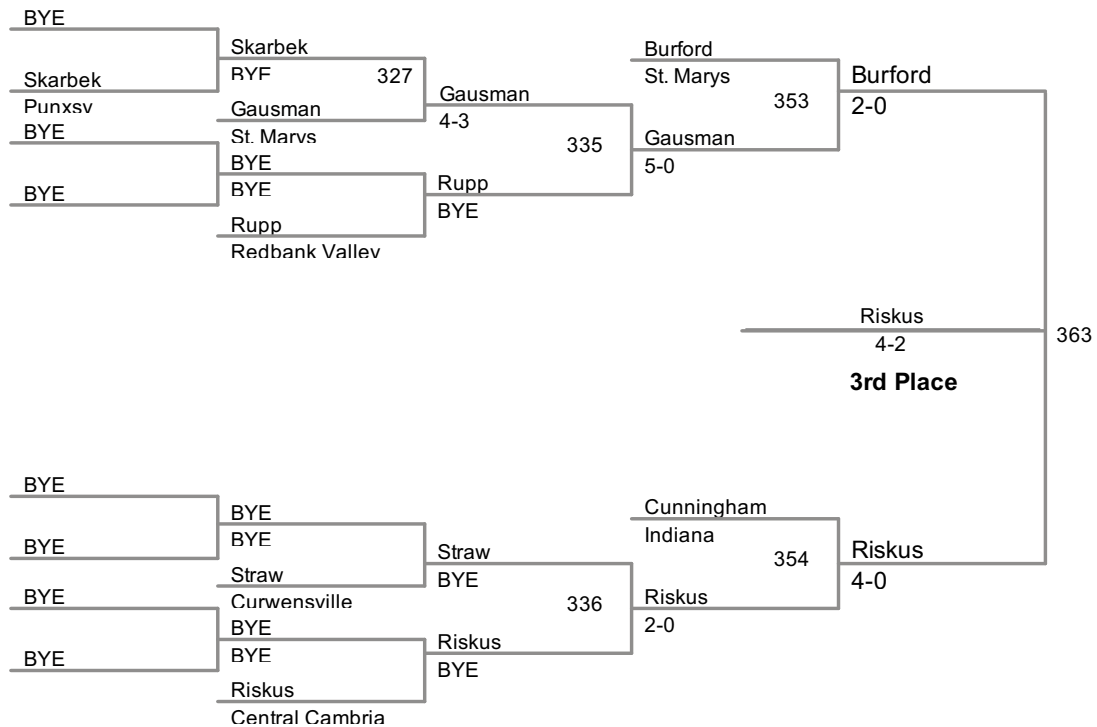 BYE
Skarbek
BYE 327
Skarbek
Punxsy
Gausman
St. Marys
BYE
BYE
BYE
BYE
Rupp
Redbank Valley
Gausman
4-3
335
Rupp
BYE
Burford
St. Marys
353
Gausman
5-0
Burford
2-0
Riskus
4-2
363
3rd Place
BYE
BYE
BYE
BYE
Straw
Curwensville
BYE
BYE
BYE
BYE
Riskus
Central Cambria
Straw
BYE
336
Riskus
BYE
Cunningham
Indiana
354
Riskus
2-0
Riskus
4-0